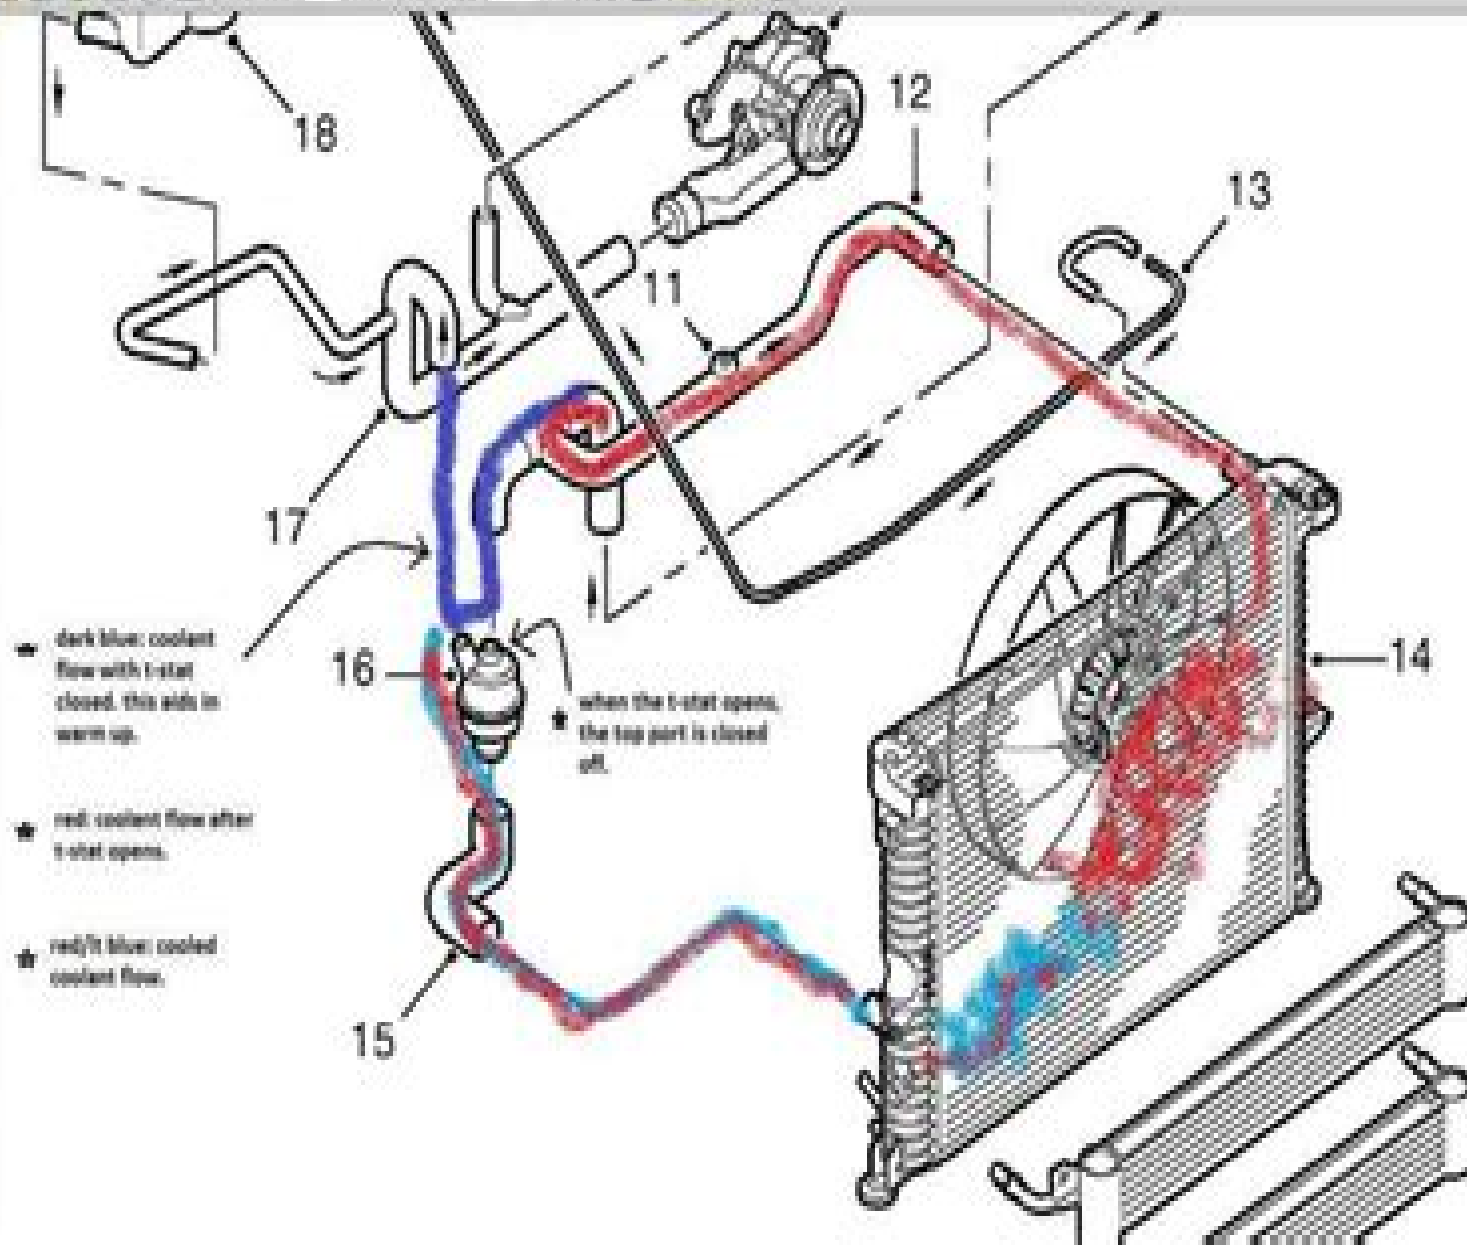 18
12
13
11
17
dark blue: coolant
flow with t-stat
closed. this aids in
warm up.
16
14
when the t-stat opens,
the top part is closed
off.
red: coolant flow after
t-stat opens.
red/lt blue: cooled
coolant flow.
15